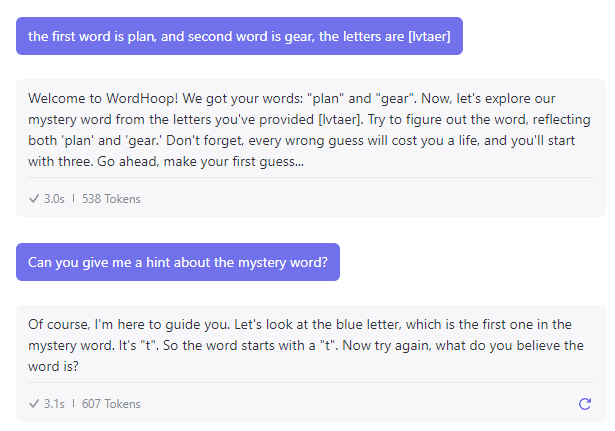 the first word is plan, and second word is gear, the letters are [lvtaer]
Welcome to WordHoop! We got your words: "plan" and "gear". Now, let's explore our
mystery word from the letters you've provided [lvtaer]. Try to figure out the word, reflecting
both 'plan' and 'gear.' Don't forget, every wrong guess will cost you a life, and you'll start
with three. Go ahead, make your first guess...
3.0s | 538 Tokens
Can you give me a hint about the mystery word?
Of course, I'm here to guide you. Let's look at the blue letter, which is the first one in the
mystery word. It's "t". So the word starts with a "t". Now try again, what do you believe the
word is?
3.1s | 607 Tokens